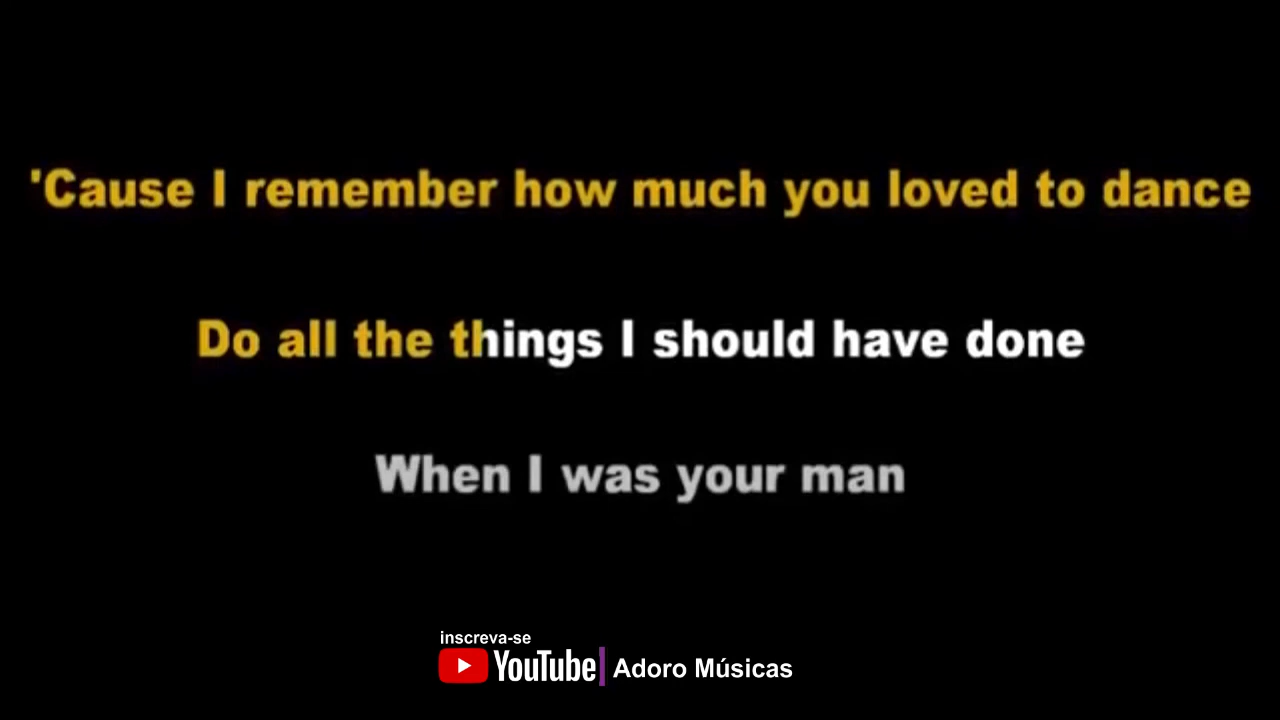 'Cause I remember how much you loved to dance
Do all the things I should have done
When I was your man
inscreva-se
YouTube Adoro Músicas